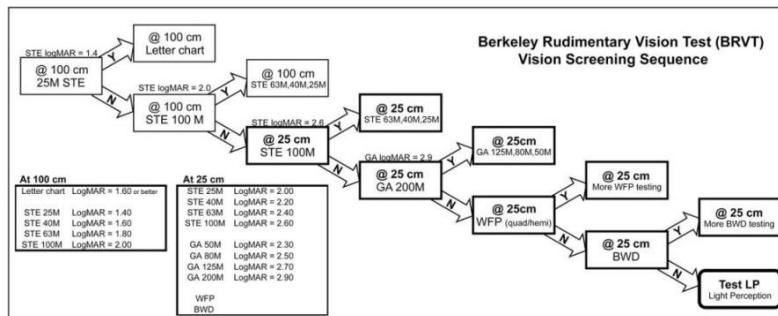 Berkeley Rudimentary Vision Test (BRVT)
Vision Screening Sequence
STE logMAR = 1.4
@ 100 cm
25M STE
Y
@ 100 cm
Letter chart
N
STE logMAR = 2.0
@ 100 cm
STE 100 M
Y
@ 100 cm
STE 63M,40M,25M
N
STE logMAR = 2.6
@ 25 cm
STE 100M
Y
@ 25 cm
STE 63M,40M,25M
N
GA logMAR = 2.9
@ 25 cm
GA 200M
Y
@ 25cm
GA 125M,80M,50M
N
@ 25cm
WFP (quad/hemi)
Y
@ 25 cm
More WFP testing
N
@ 25 cm
BWD
Y
@ 25 cm
More BWD testing
N
Test LP
Light Perception
At 100 cm
Letter chart LogMAR = 1.60 or better
STE 25M LogMAR = 1.40
STE 40M LogMAR = 1.60
STE 63M LogMAR = 1.80
STE 100M LogMAR = 2.00
At 25 cm
STE 25M LogMAR = 2.00
STE 40M LogMAR = 2.20
STE 63M LogMAR = 2.40
STE 100M LogMAR = 2.60
GA 50M LogMAR = 2.30
GA 80M LogMAR = 2.50
GA 125M LogMAR = 2.70
GA 200M LogMAR = 2.90
WFP
BWD